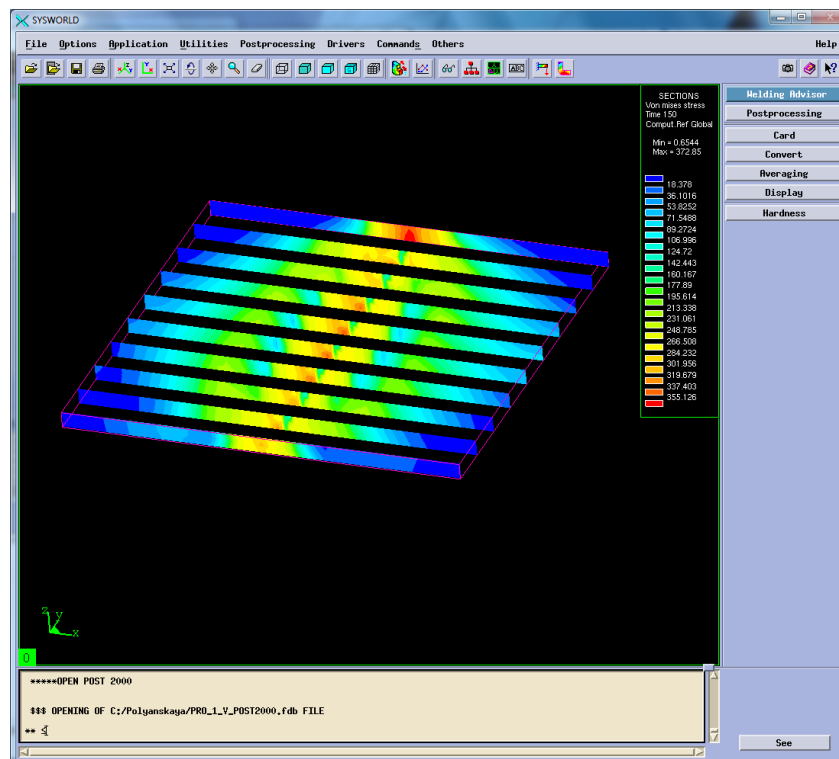 SYSWORLD
File Options Application Utilities Postprocessing Drivers Commands Others Help
ABC
SECTIONS
Von mises stress
Time 150
Comput.Ref Global
Min = 0.6544
Max = 372.85
18.378
36.1016
53.8252
71.5488
89.2724
106.996
124.72
142.443
160.167
177.89
195.614
213.338
231.061
248.785
266.508
284.232
301.956
319.679
337.403
355.126
Welding Advisor
Postprocessing
Card
Convert
Averaging
Display
Hardness
z
y
x
0
*****OPEN POST 2000
$$$ OPENING OF C:/Polyanskaya/PRO_1_V_POST2000.fdb FILE
**
See